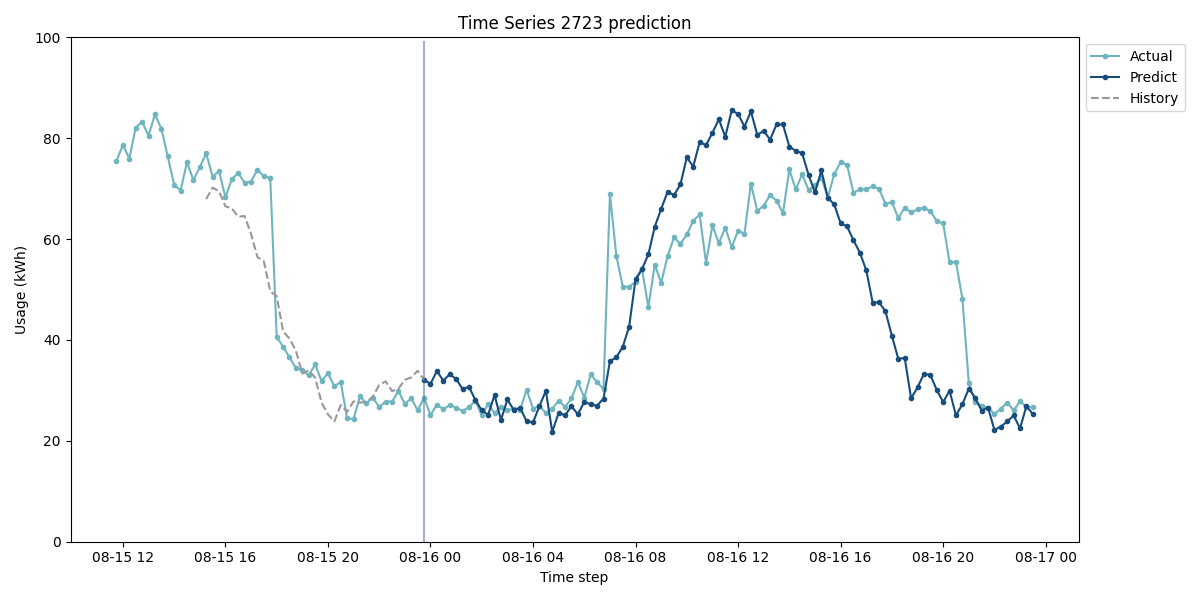 Time Series 2723 prediction
100
80
60
40
20
0
Usage (kWh)
08-15 12
08-15 16
08-15 20
08-16 00
08-16 04
08-16 08
08-16 12
08-16 16
08-16 20
08-17 00
Time step
Actual
Predict
History